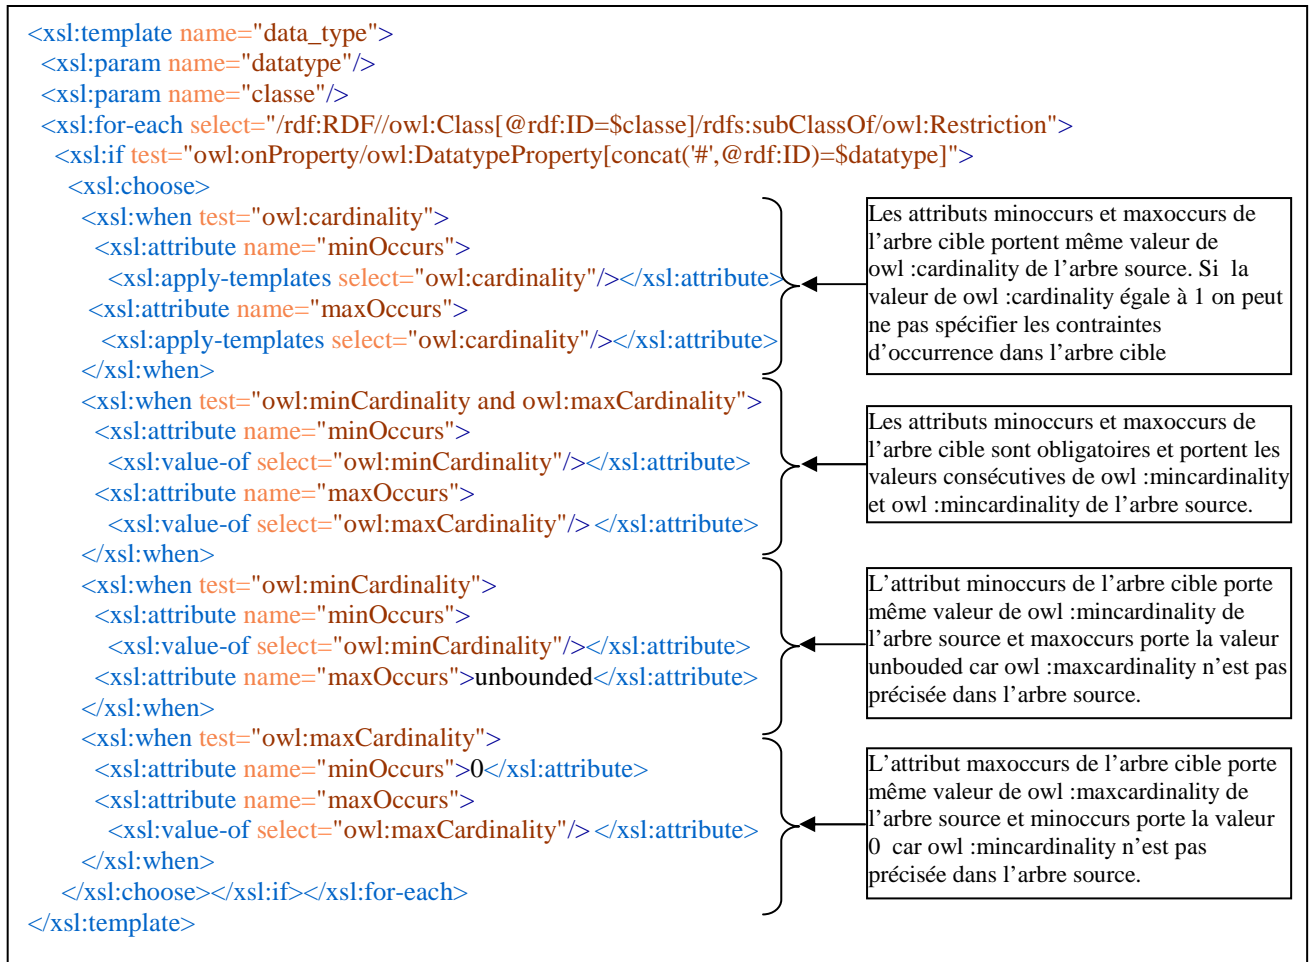 <xsl:template name="data_type">
<xsl:param name="datatype"/>
<xsl:param name="classe"/>
<xsl:for-each select="/rdf:RDF//owl:Class[@rdf:ID=$classe]/rdfs:subClassOf/owl:Restriction">
<xsl:if test="owl:onProperty/owl:DatatypeProperty[concat('#',@rdf:ID)=$datatype]">
<xsl:choose>
<xsl:when test="owl:cardinality">
<xsl:attribute name="minOccurs">
<xsl:apply-templates select="owl:cardinality"/></xsl:attribute>
<xsl:attribute name="maxOccurs">
<xsl:apply-templates select="owl:cardinality"/></xsl:attribute>
</xsl:when>
<xsl:when test="owl:minCardinality and owl:maxCardinality">
<xsl:attribute name="minOccurs">
<xsl:value-of select="owl:minCardinality"/></xsl:attribute>
<xsl:attribute name="maxOccurs">
<xsl:value-of select="owl:maxCardinality"/></xsl:attribute>
</xsl:when>
<xsl:when test="owl:minCardinality">
<xsl:attribute name="minOccurs">
<xsl:value-of select="owl:minCardinality"/></xsl:attribute>
<xsl:attribute name="maxOccurs">unbounded</xsl:attribute>
</xsl:when>
<xsl:when test="owl:maxCardinality">
<xsl:attribute name="minOccurs">0</xsl:attribute>
<xsl:attribute name="maxOccurs">
<xsl:value-of select="owl:maxCardinality"/></xsl:attribute>
</xsl:when>
</xsl:choose></xsl:if></xsl:for-each>
</xsl:template>
Les attributs minoccurs et maxoccurs de
l'arbre cible portent même valeur de
owl :cardinality de l'arbre source. Si la
valeur de owl :cardinality égale à 1 on peut
ne pas spécifier les contraintes
d'occurrence dans l'arbre cible
Les attributs minoccurs et maxoccurs de
l'arbre cible sont obligatoires et portent les
valeurs consécutives de owl :mincardinality
et owl :mincardinality de l'arbre source.
L'attribut minoccurs de l'arbre cible porte
même valeur de owl :mincardinality de
l'arbre source et maxoccurs porte la valeur
unbouded car owl :maxcardinality n'est pas
précisée dans l'arbre source.
L'attribut maxoccurs de l'arbre cible porte
même valeur de owl :maxcardinality de
l'arbre source et minoccurs porte la valeur
0 car owl :mincardinality n'est pas
précisée dans l'arbre source.